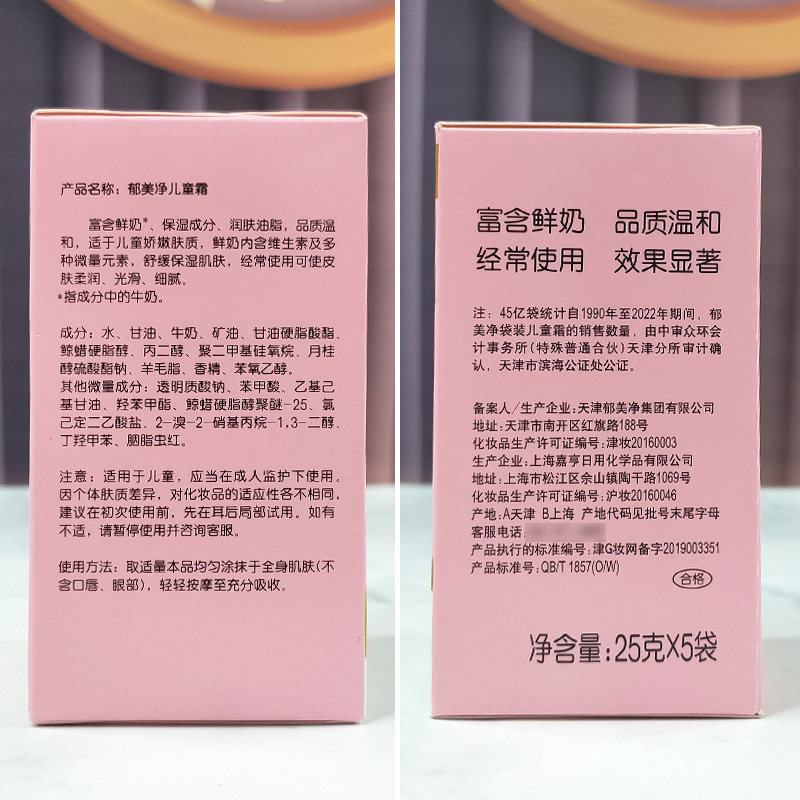 产品名称：郁美净儿童霜
富含鲜奶*、保湿成分、润肤油脂，品质温
和，适于儿童娇嫩肤质，鲜奶内含维生素及多
种微量元素，舒缓保湿肌肤，经常使用可使皮
肤柔润、光滑、细腻。
*指成分中的牛奶。
成分：水、甘油、牛奶、矿油、甘油硬脂酸酯、
鲸蜡硬脂醇、丙二醇、聚二甲基硅氧烷、月桂
醇硫酸酯钠、羊毛脂、香精、苯氧乙醇。
其他微量成分：透明质酸钠、苯甲酸、乙基己
基甘油、羟苯甲酯、鲸蜡硬脂醇聚醚-25、氯
己定二乙酸盐、2-溴-2-硝基丙烷-1,3-二醇、
丁羟甲苯、胭脂虫红。
注意：适用于儿童，应当在成人监护下使用。
因个体肤质差异，对化妆品的适应性各不相同，
建议在初次使用前，先在耳后局部试用。如有
不适，请暂停使用并咨询客服。
使用方法：取适量本品均匀涂抹于全身肌肤(不
含口唇、眼部)，轻轻按摩至充分吸收。
富含鲜奶 品质温和
经常使用 效果显著
注：45亿袋统计自1990年至2022年期间，郁
美净袋装儿童霜的销售数量，由中审众环会
计事务所(特殊普通合伙)天津分所审计确
认，天津市滨海公证处公证。
备案人/生产企业：天津郁美净集团有限公司
地址：天津市南开区红旗路188号
化妆品生产许可证编号：津妆20160003
生产企业：上海嘉亨日用化学品有限公司
地址：上海市松江区佘山镇陶干路1069号
化妆品生产许可证编号：沪妆20160046
产地：A天津 B上海 产地代码见批号末尾字母
客服电话
产品执行的标准编号：津G妆网备字2019003351
产品标准号：QB/T 1857(O/W)
合格
净含量：25克X5袋